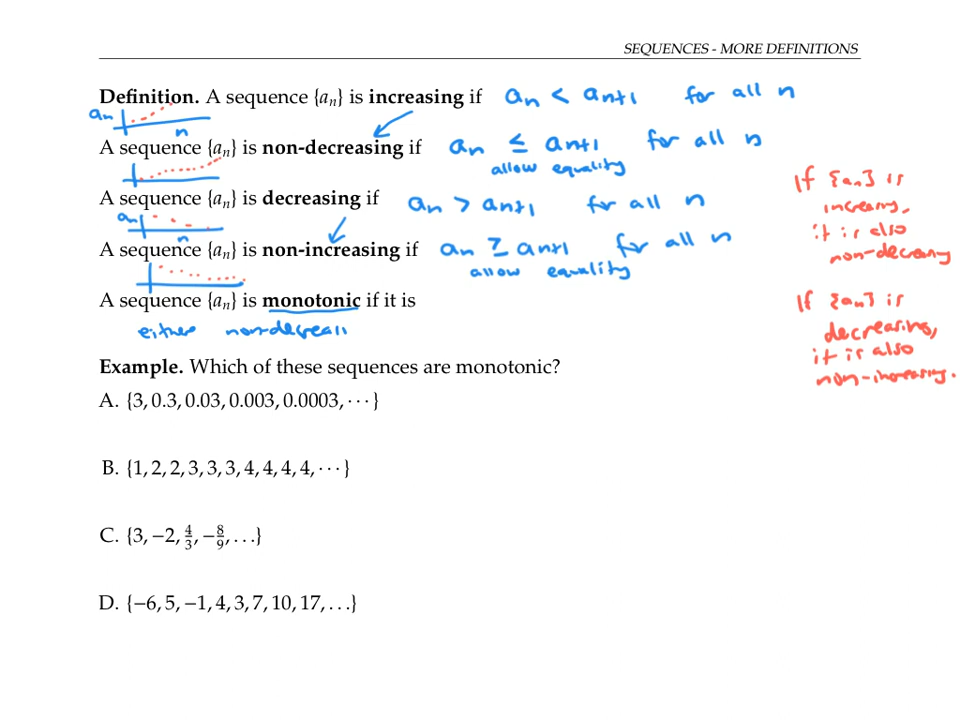 SEQUENCES - MORE DEFINITIONS
Definition. A sequence {aₙ} is increasing if aₙ < aₙ₊₁ for all n
aₙ
n
A sequence {aₙ} is non-decreasing if aₙ ≤ aₙ₊₁ for all n
allow equality
A sequence {aₙ} is decreasing if aₙ > aₙ₊₁ for all n
aₙ
n
A sequence {aₙ} is non-increasing if aₙ ≥ aₙ₊₁ for all n
allow equality
A sequence {aₙ} is monotonic if it is
either non-decreasi
If {aₙ} is
increasing,
it is also
non-decreasing
If {aₙ} is
decreasing,
it is also
non-increasing.
Example. Which of these sequences are monotonic?
A. {3, 0.3, 0.03, 0.003, 0.0003, ⋯}
B. {1, 2, 2, 3, 3, 3, 4, 4, 4, 4, ⋯}
C. {3, −2, 4/3, −8/9, …}
D. {−6, 5, −1, 4, 3, 7, 10, 17, …}